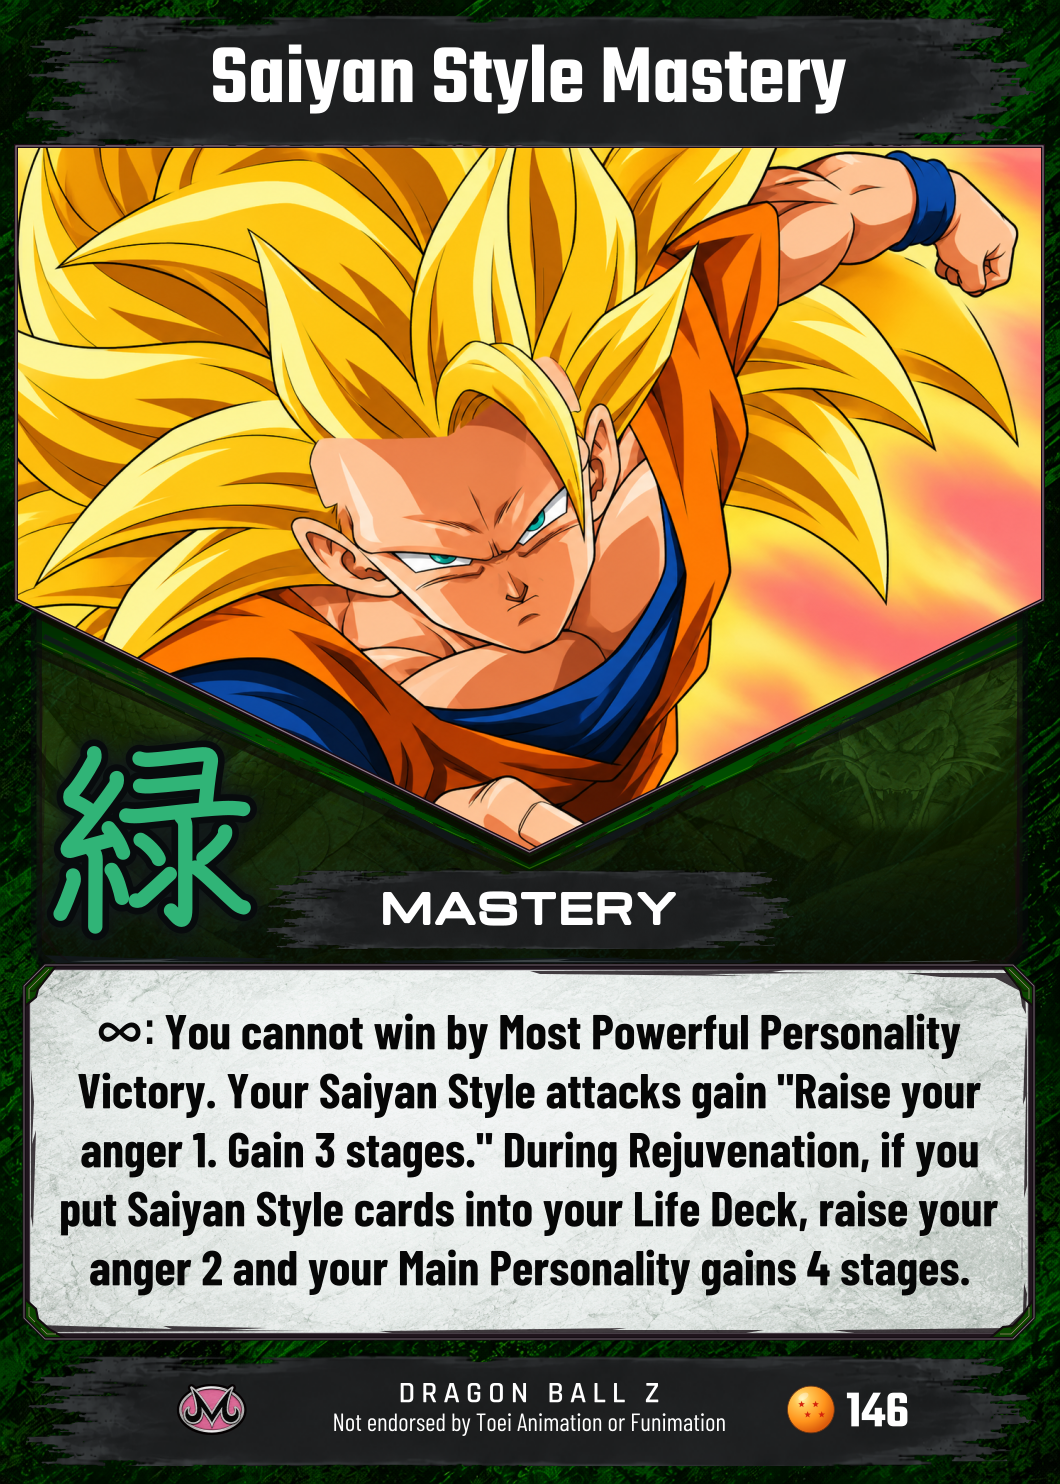 Saiyan Style Mastery
緑
MASTERY
∞: You cannot win by Most Powerful Personality
Victory. Your Saiyan Style attacks gain "Raise your
anger 1. Gain 3 stages." During Rejuvenation, if you
put Saiyan Style cards into your Life Deck, raise your
anger 2 and your Main Personality gains 4 stages.
DRAGON BALL Z
Not endorsed by Toei Animation or Funimation
M
146